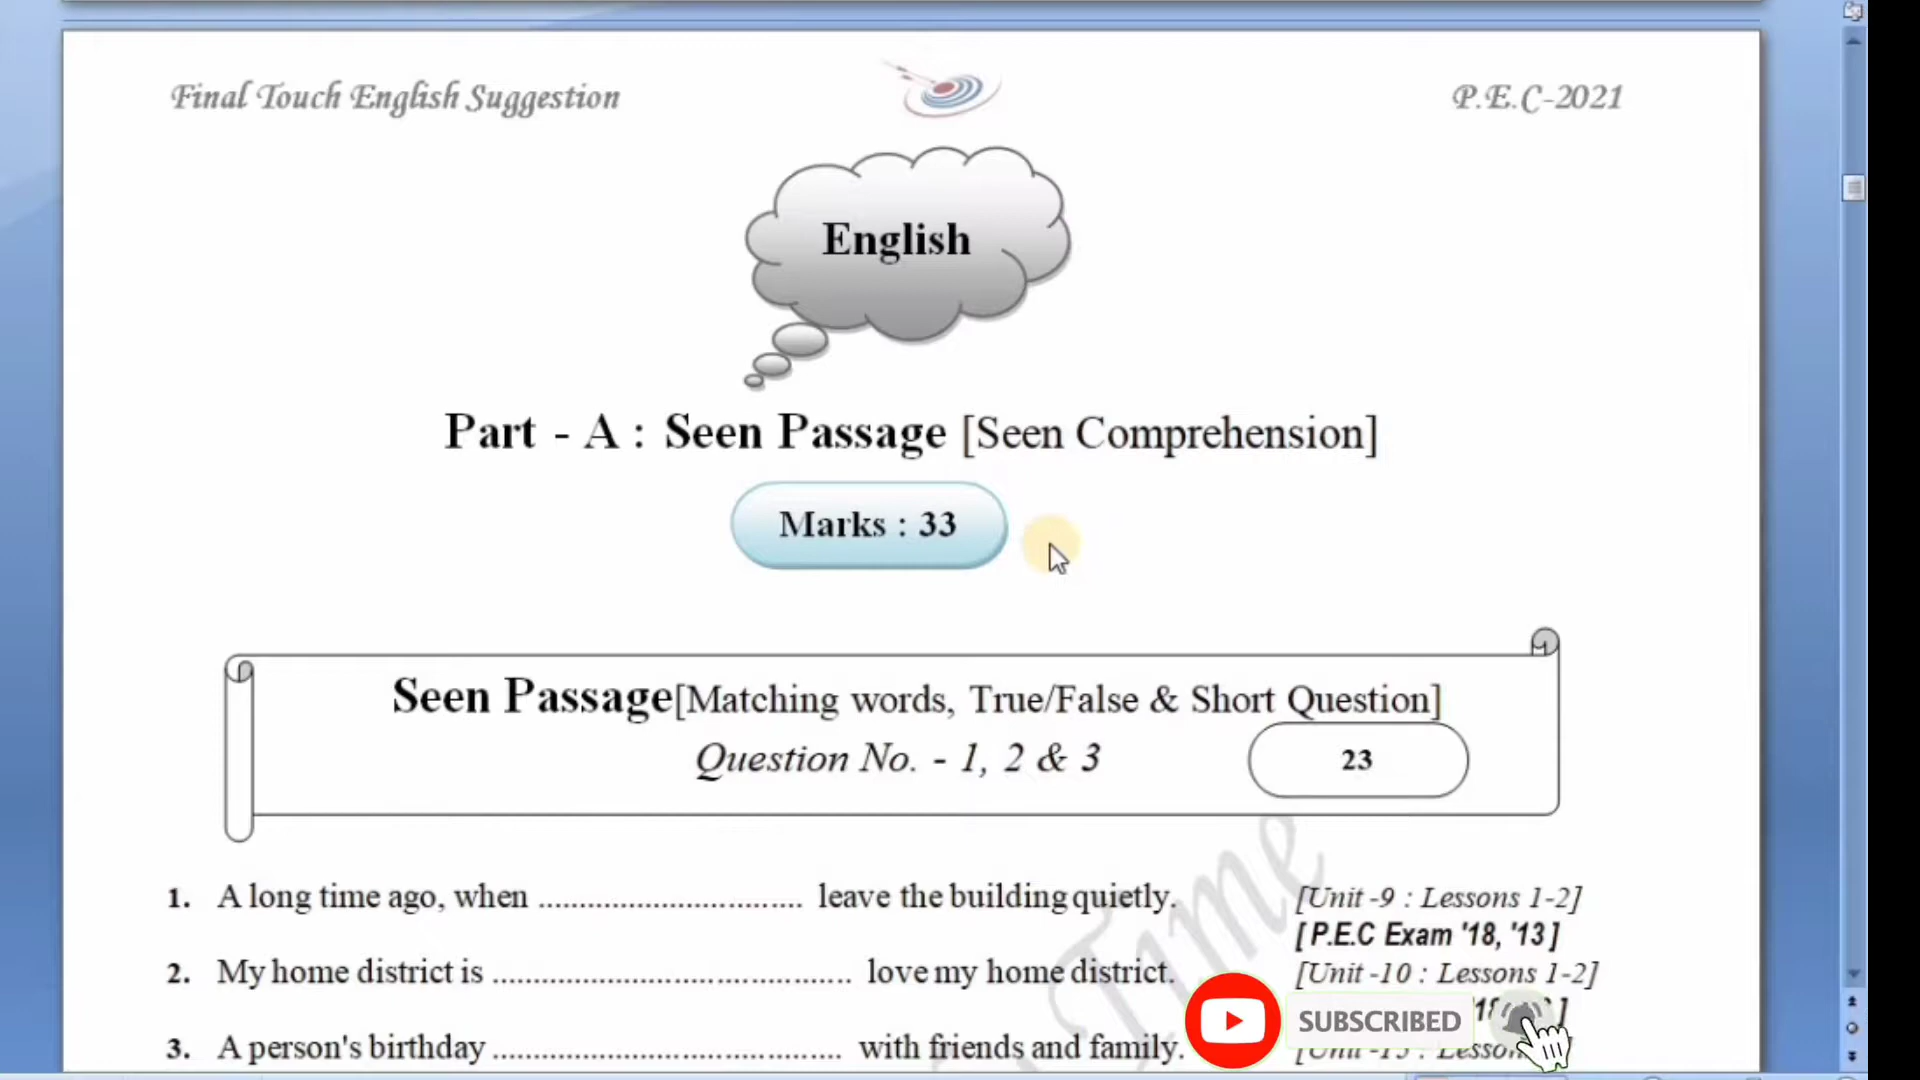 Final Touch English Suggestion P.E.C-2021
English
Part - A : Seen Passage [Seen Comprehension]
Marks : 33
Seen Passage[Matching words, True/False & Short Question]
Question No. - 1, 2 & 3 23
1. A long time ago, when ................................ leave the building quietly. [Unit -9 : Lessons 1-2]
[ P.E.C Exam '18, '13 ]
2. My home district is ............................................ love my home district. [Unit -10 : Lessons 1-2]
3. A person's birthday ........................................... with friends and family.
SUBSCRIBED
Time